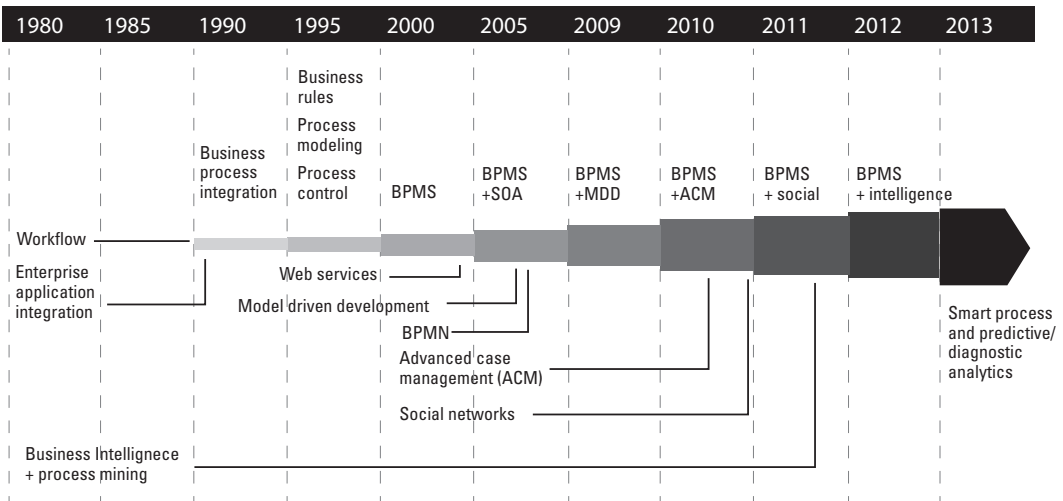 1980 1985 1990 1995 2000 2005 2009 2010 2011 2012 2013
Business
rules
Process
modeling
Process
control
Business
process
integration
BPMS
BPMS
+SOA
BPMS
+MDD
BPMS
+ACM
BPMS
+ social
BPMS
+ intelligence
Workflow
Enterprise
application
integration
Web services
Model driven development
BPMN
Advanced case
management (ACM)
Social networks
Business Intellignece
+ process mining
Smart process
and predictive/
diagnostic
analytics